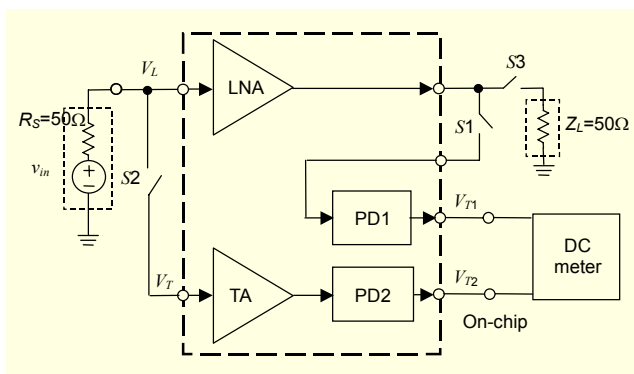 V_L
LNA
S3
R_S=50Ω
S1
Z_L=50Ω
v_in
S2
PD1
V_T1
DC
meter
V_T
TA
PD2
V_T2
On-chip